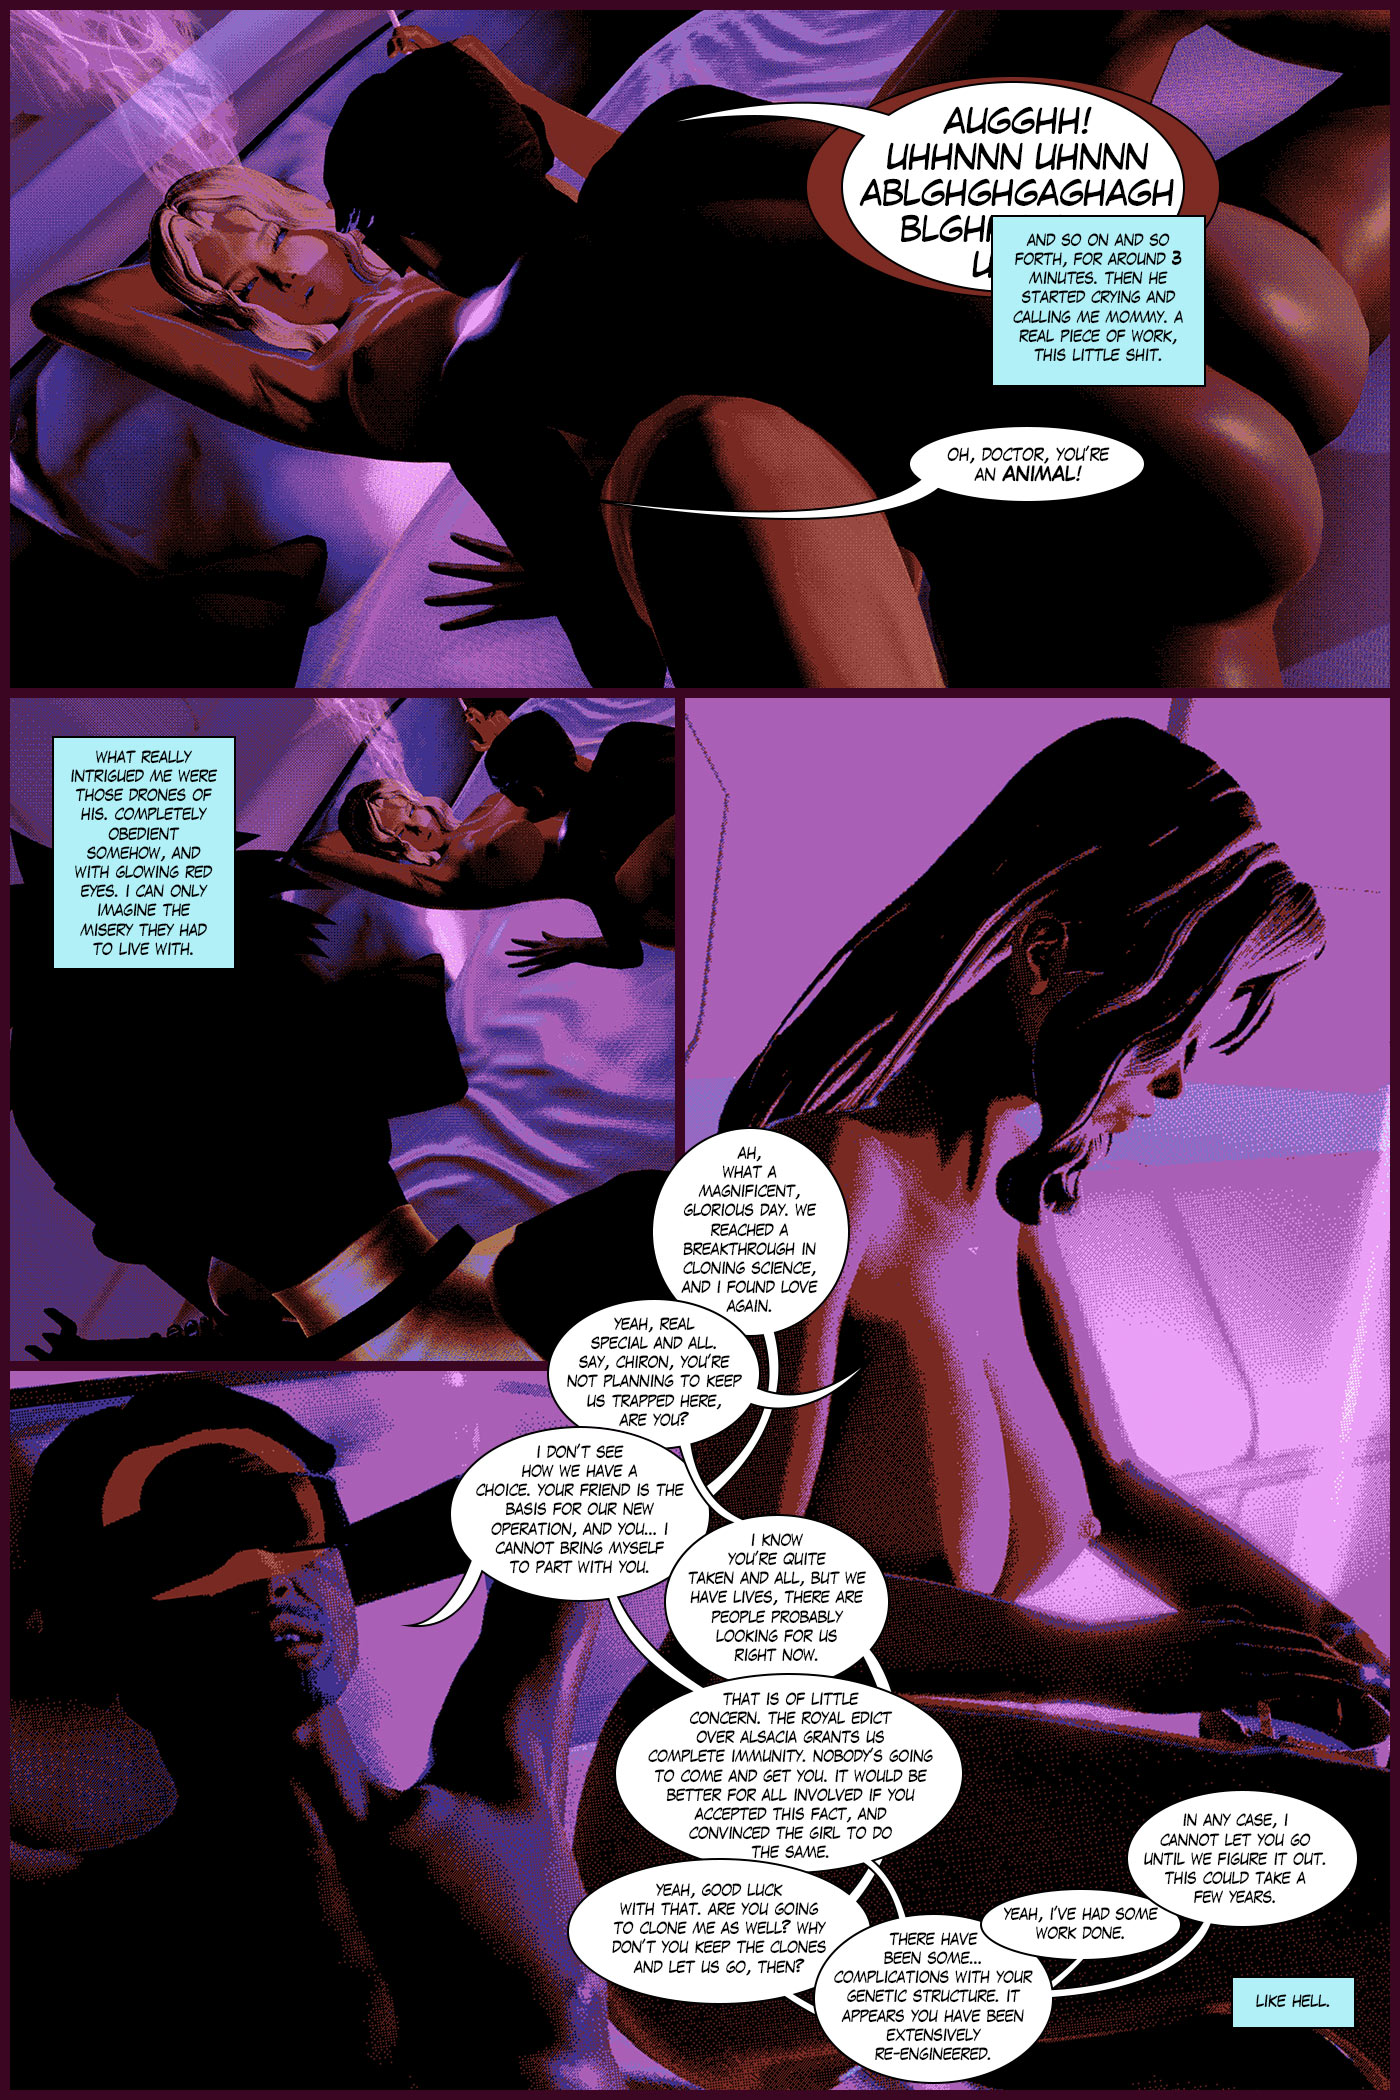 AUGGHH!
UHHNNN UHNNN
ABLGHGHGAGHAGH
AND SO ON AND SO
FORTH, FOR AROUND 3
MINUTES. THEN HE
STARTED CRYING AND
CALLING ME MOMMY. A
REAL PIECE OF WORK,
THIS LITTLE SHIT.
OH, DOCTOR, YOU'RE
AN ANIMAL!
WHAT REALLY
INTRIGUED ME WERE
THOSE DRONES OF
HIS. COMPLETELY
OBEDIENT
SOMEHOW, AND
WITH GLOWING RED
EYES. I CAN ONLY
IMAGINE THE
MISERY THEY HAD
TO LIVE WITH.
AH,
WHAT A
MAGNIFICENT,
GLORIOUS DAY. WE
REACHED A
BREAKTHROUGH IN
CLONING SCIENCE,
AND I FOUND LOVE
AGAIN.
YEAH, REAL
SPECIAL AND ALL.
SAY, CHIRON, YOU'RE
NOT PLANNING TO KEEP
US TRAPPED HERE,
ARE YOU?
I DON'T SEE
HOW WE HAVE A
CHOICE. YOUR FRIEND IS THE
BASIS FOR OUR NEW
OPERATION, AND YOU... I
CANNOT BRING MYSELF
TO PART WITH YOU.
I KNOW
YOU'RE QUITE
TAKEN AND ALL, BUT WE
HAVE LIVES, THERE ARE
PEOPLE PROBABLY
LOOKING FOR US
RIGHT NOW.
THAT IS OF LITTLE
CONCERN. THE ROYAL EDICT
OVER ALSACIA GRANTS US
COMPLETE IMMUNITY. NOBODY'S GOING
TO COME AND GET YOU. IT WOULD BE
BETTER FOR ALL INVOLVED IF YOU
ACCEPTED THIS FACT, AND
CONVINCED THE GIRL TO DO
THE SAME.
YEAH, GOOD LUCK
WITH THAT. ARE YOU GOING
TO CLONE ME AS WELL? WHY
DON'T YOU KEEP THE CLONES
AND LET US GO, THEN?
THERE HAVE
BEEN SOME...
COMPLICATIONS WITH YOUR
GENETIC STRUCTURE. IT
APPEARS YOU HAVE BEEN
EXTENSIVELY
RE-ENGINEERED.
YEAH, I'VE HAD SOME
WORK DONE.
IN ANY CASE, I
CANNOT LET YOU GO
UNTIL WE FIGURE IT OUT.
THIS COULD TAKE A
FEW YEARS.
LIKE HELL.